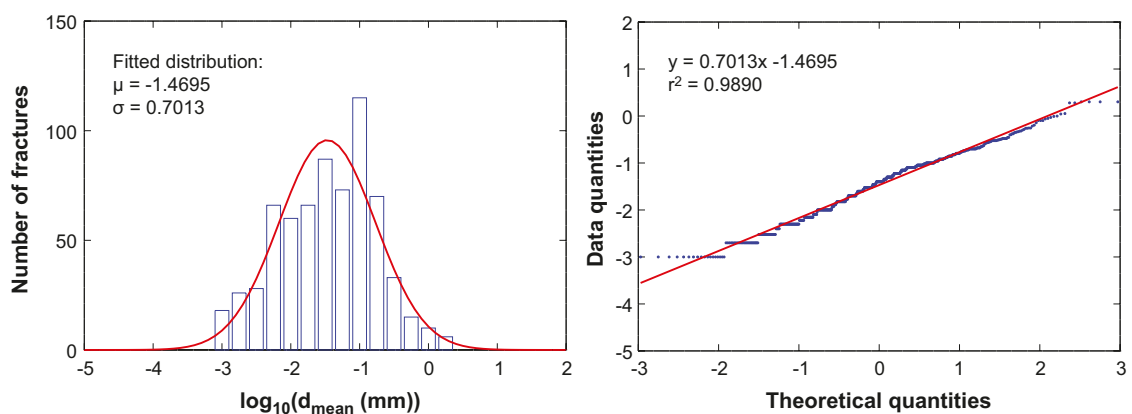 150
100
50
0
Number of fractures
Fitted distribution:
μ = -1.4695
σ = 0.7013
-5 -4 -3 -2 -1 0 1 2
log10(dmean (mm))
2
1
0
-1
-2
-3
-4
-5
Data quantities
y = 0.7013x -1.4695
r² = 0.9890
-3 -2 -1 0 1 2 3
Theoretical quantities